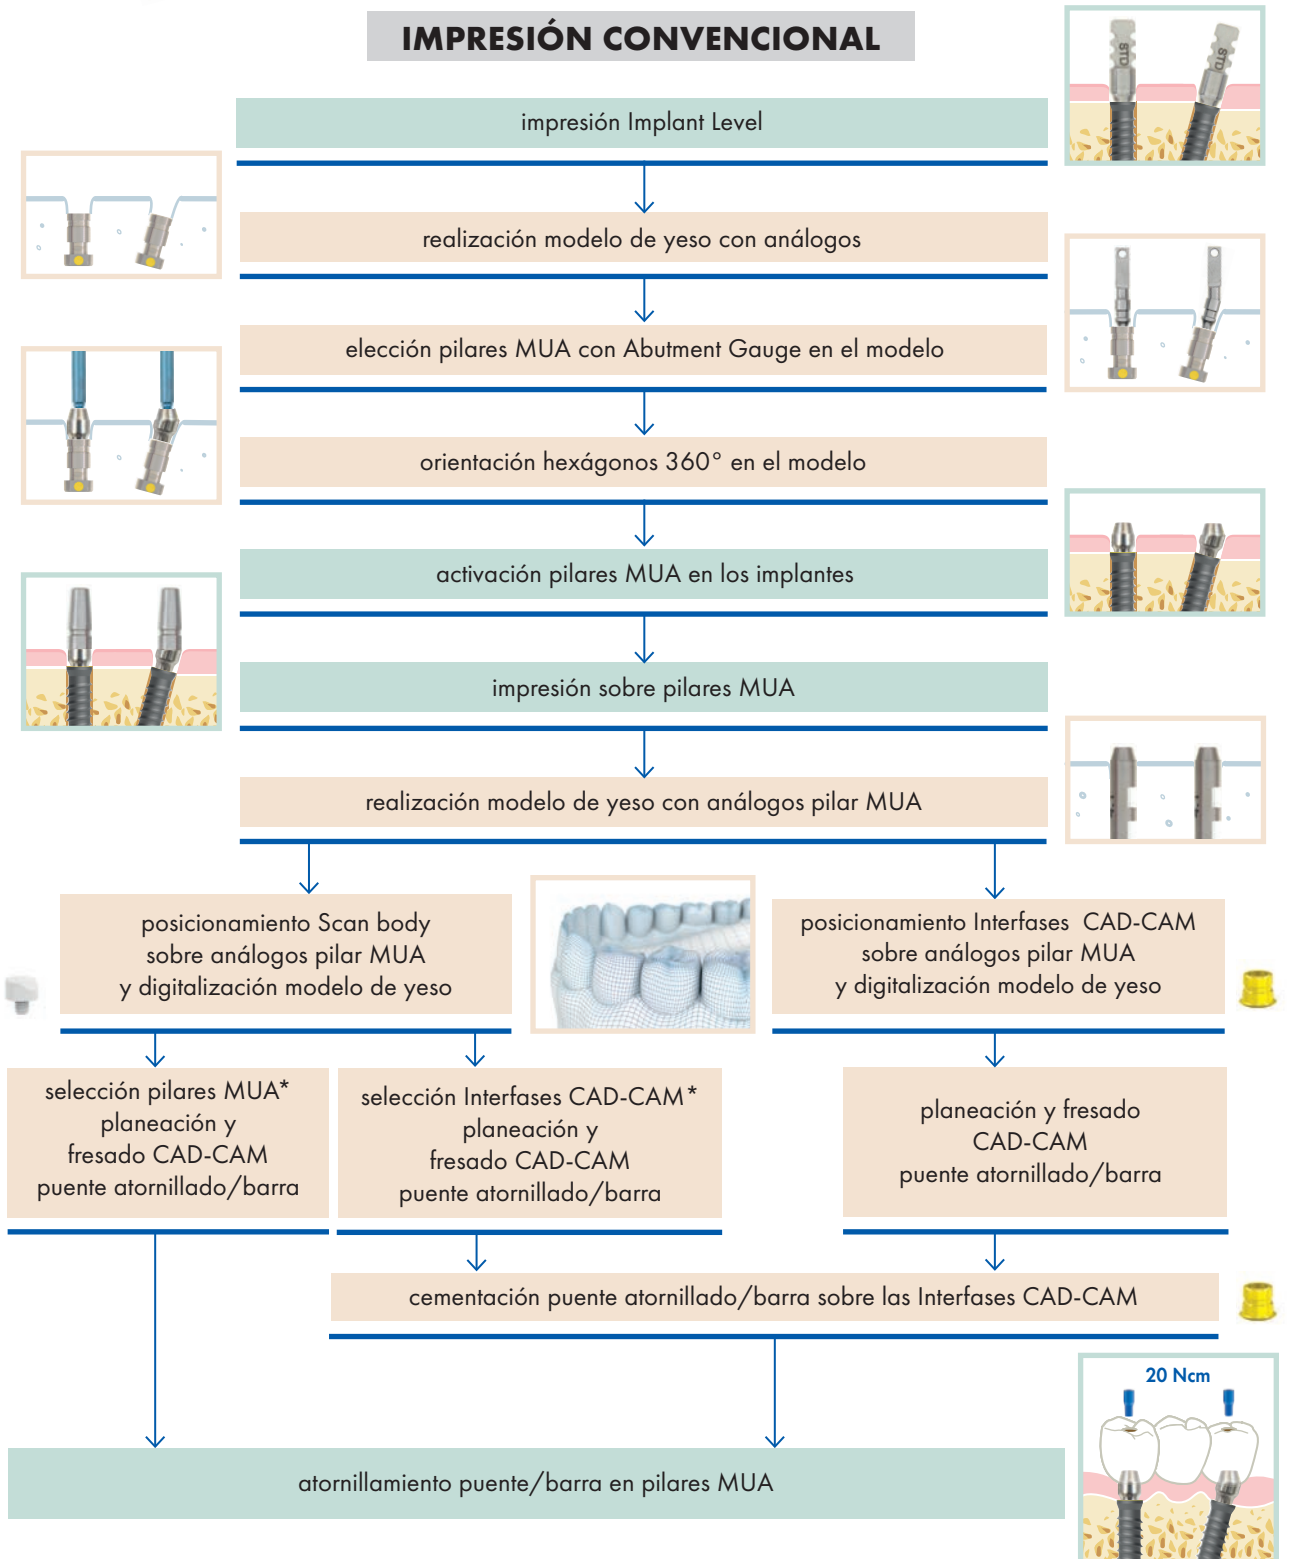 IMPRESIÓN CONVENCIONAL
STD
STD
impresión Implant Level
realización modelo de yeso con análogos
elección pilares MUA con Abutment Gauge en el modelo
orientación hexágonos 360° en el modelo
activación pilares MUA en los implantes
impresión sobre pilares MUA
realización modelo de yeso con análogos pilar MUA
posicionamiento Scan body
sobre análogos pilar MUA
y digitalización modelo de yeso
posicionamiento Interfases CAD-CAM
sobre análogos pilar MUA
y digitalización modelo de yeso
selección pilares MUA*
planeación y
fresado CAD-CAM
puente atornillado/barra
selección Interfases CAD-CAM*
planeación y
fresado CAD-CAM
puente atornillado/barra
planeación y fresado
CAD-CAM
puente atornillado/barra
cementación puente atornillado/barra sobre las Interfases CAD-CAM
20 Ncm
atornillamiento puente/barra en pilares MUA